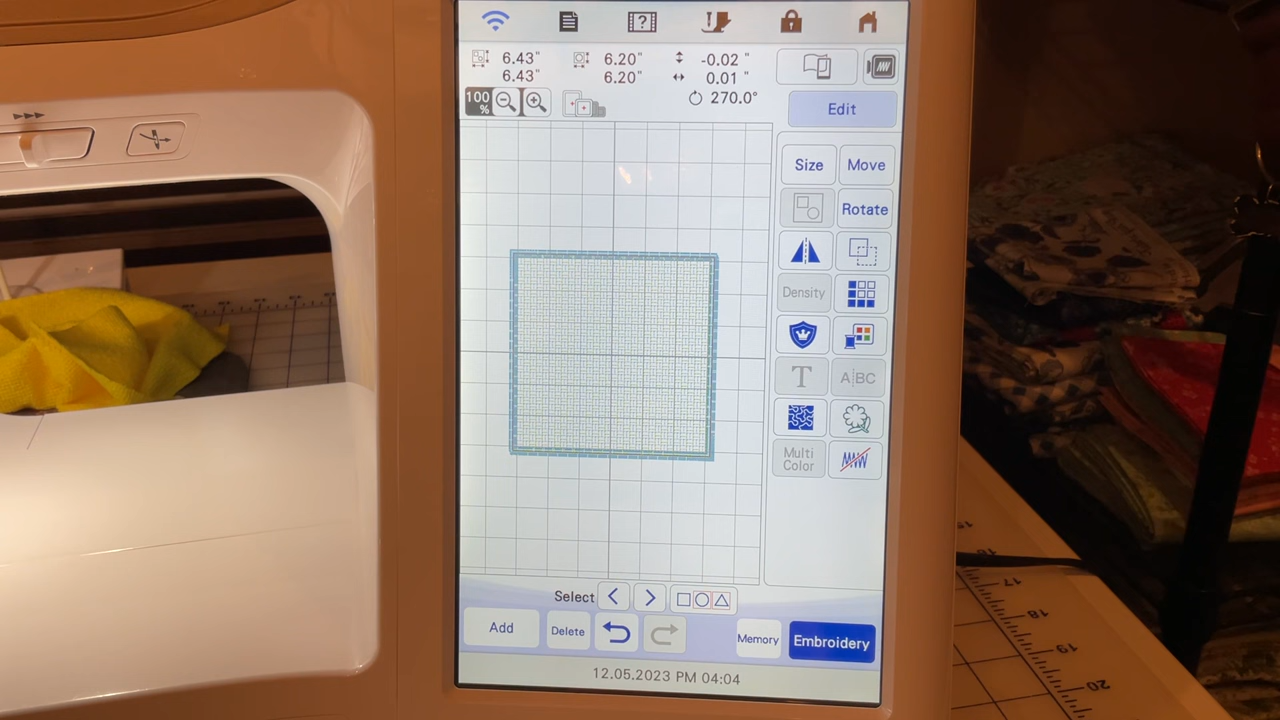 ?
6.43" 6.20" -0.02 "
6.43" 6.20" 0.01 "
100 %
270.0°
Edit
Size Move
Rotate
Density
T A|BC
Multi Color
Select
Add Delete Memory Embroidery
12.05.2023 PM 04:04
16
17
18
19
20